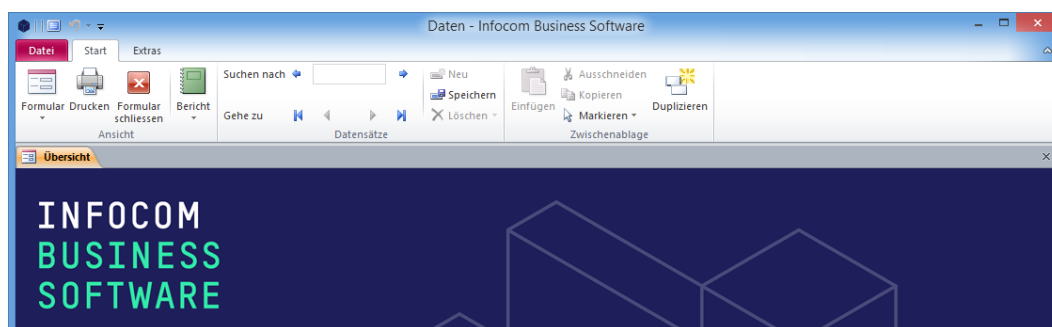 Daten - Infocom Business Software
Datei Start Extras
Suchen nach
Neu
Ausschneiden
Speichern
Kopieren
Formular Drucken Formular schliessen Bericht
Gehe zu
Löschen
Einfügen
Markieren
Duplizieren
Ansicht Datensätze Zwischenablage
Übersicht
INFOCOM
BUSINESS
SOFTWARE